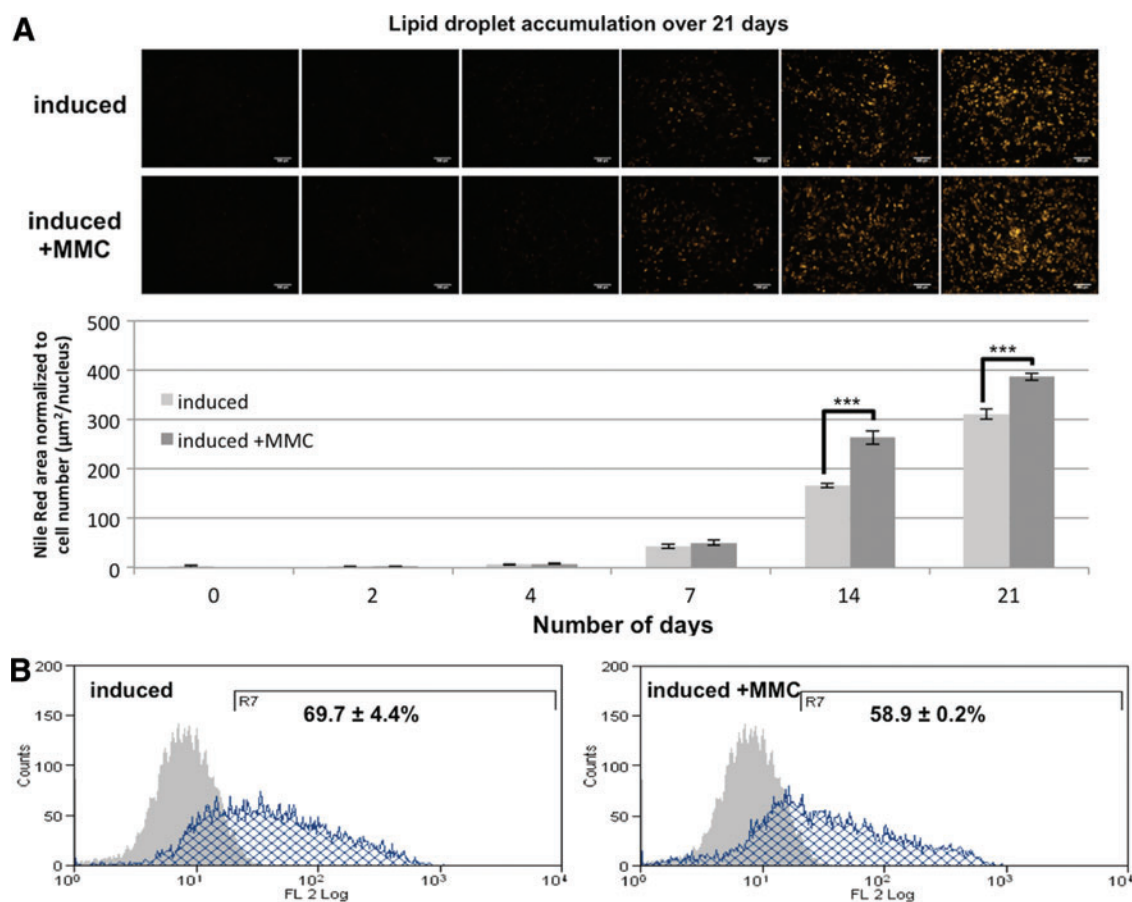 A
Lipid droplet accumulation over 21 days
induced
induced
+MMC
Nile Red area normalized to
cell number (µm²/nucleus)
500
400
300
200
100
0
induced
induced +MMC
***
***
0 2 4 7 14 21
Number of days
B
induced
R7
69.7 ± 4.4%
Counts
200
150
100
50
0
10⁰ 10¹ 10² 10³ 10⁴
FL 2 Log
induced +MMC
R7
58.9 ± 0.2%
Counts
200
150
100
50
0
10⁰ 10¹ 10² 10³ 10⁴
FL 2 Log